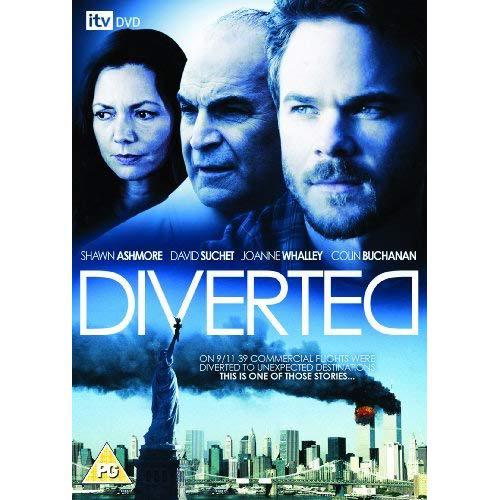 itv DVD
SHAWN ASHMORE DAVID SUCHET JOANNE WHALLEY COLIN BUCHANAN
DIVERTED
ON 9/11 39 COMMERCIAL FLIGHTS WERE
DIVERTED TO UNEXPECTED DESTINATIONS.
THIS IS ONE OF THOSE STORIES...
PG